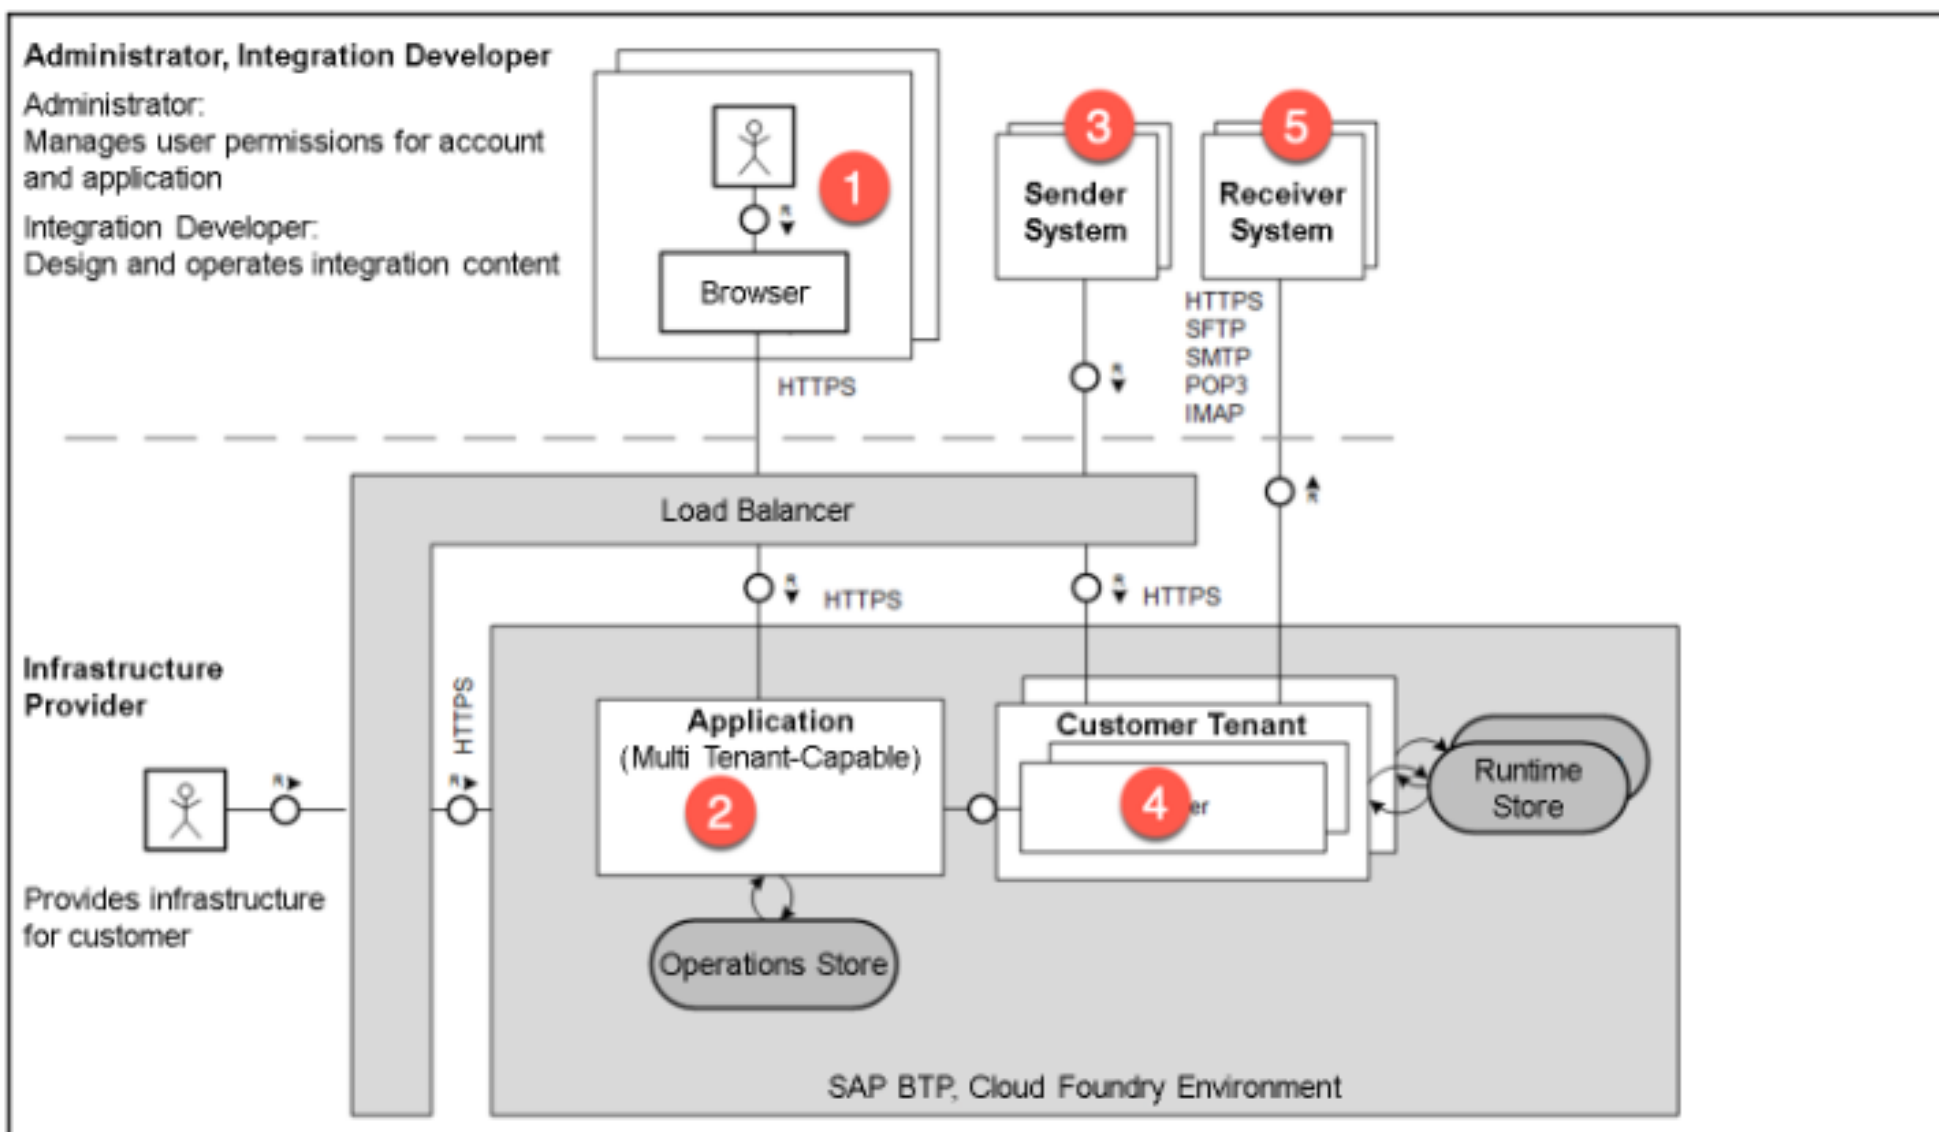 Administrator, Integration Developer
Administrator:
Manages user permissions for account
and application
Integration Developer:
Design and operates integration content
1
Browser
R
HTTPS
3
Sender
System
R
5
Receiver
System
HTTPS
SFTP
SMTP
POP3
IMAP
R
Load Balancer
R
HTTPS
R
HTTPS
Infrastructure
Provider
R
Provides infrastructure
for customer
HTTPS
R
Application
(Multi Tenant-Capable)
2
Operations Store
Customer Tenant
4
er
Runtime
Store
SAP BTP, Cloud Foundry Environment